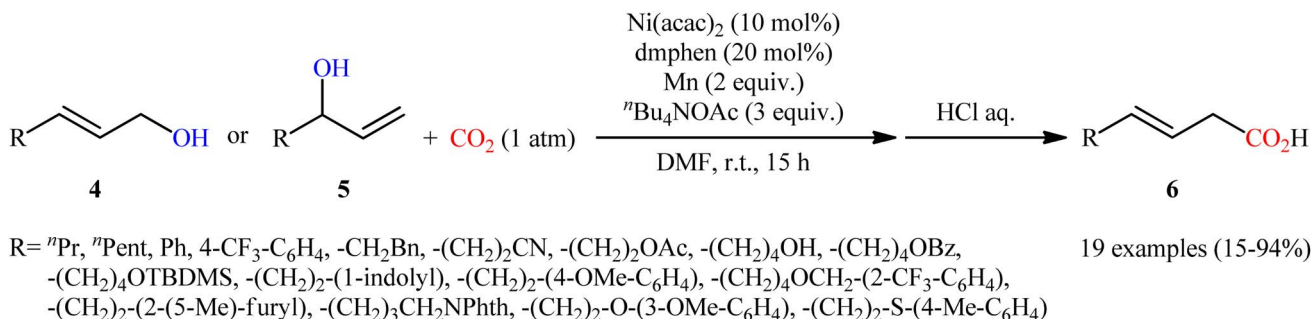 Ni(acac)2 (10 mol%)
dmphen (20 mol%)
Mn (2 equiv.)
nBu4NOAc (3 equiv.)
DMF, r.t., 15 h
R
OH
or
OH
R
+ CO2 (1 atm)
HCl aq.
R
CO2H
4
5
6
R= nPr, nPent, Ph, 4-CF3-C6H4, -CH2Bn, -(CH2)2CN, -(CH2)2OAc, -(CH2)4OH, -(CH2)4OBz,
-(CH2)4OTBDMS, -(CH2)2-(1-indolyl), -(CH2)2-(4-OMe-C6H4), -(CH2)4OCH2-(2-CF3-C6H4),
-(CH2)2-(2-(5-Me)-furyl), -(CH2)3CH2NPhth, -(CH2)2-O-(3-OMe-C6H4), -(CH2)2-S-(4-Me-C6H4)
19 examples (15-94%)